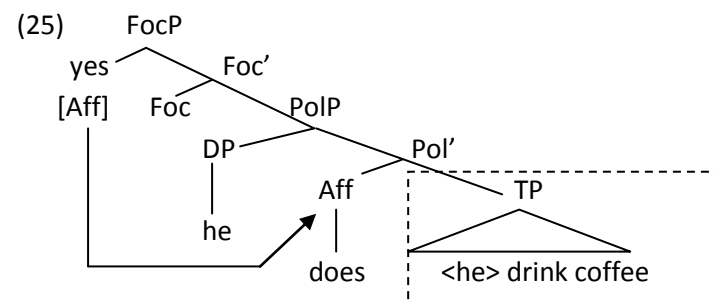 (25) FocP
yes Foc’
[Aff] Foc PolP
DP Pol’
Aff TP
he
does <he> drink coffee